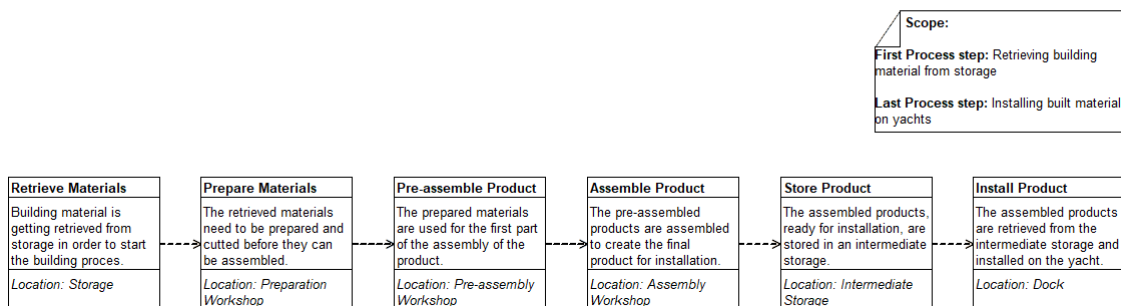 Scope:
First Process step: Retrieving building
material from storage
Last Process step: Installing built material
on yachts
Retrieve Materials
Building material is
getting retrieved from
storage in order to start
the building proces.
Location: Storage
Prepare Materials
The retrieved materials
need to be prepared and
cutted before they can
be assembled.
Location: Preparation
Workshop
Pre-assemble Product
The prepared materials
are used for the first part
of the assembly of the
product.
Location: Pre-assembly
Workshop
Assemble Product
The pre-assembled
products are assembled
to create the final
product for installation.
Location: Assembly
Workshop
Store Product
The assembled products,
ready for installation, are
stored in an intermediate
storage.
Location: Intermediate
Storage
Install Product
The assembled products
are retrieved from the
intermediate storage and
installed on the yacht.
Location: Dock